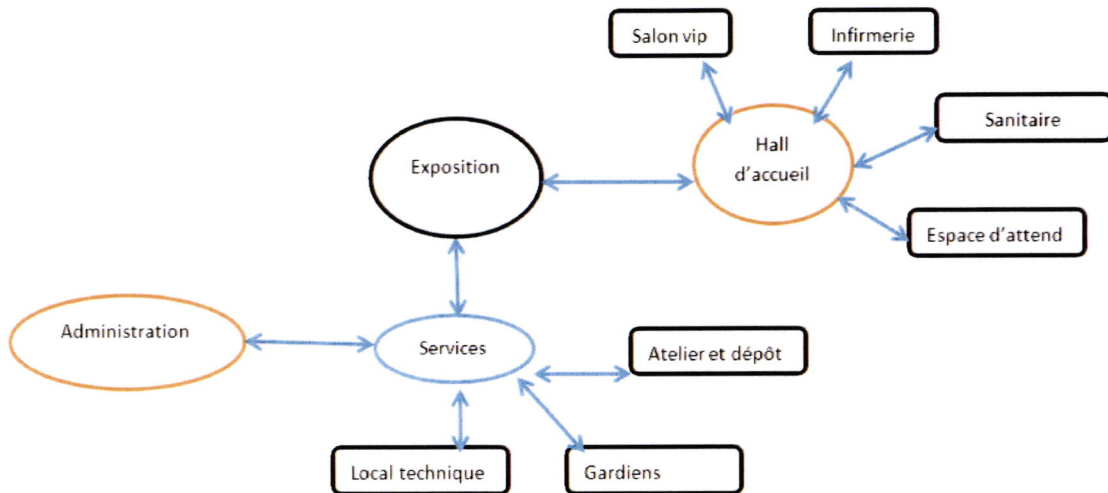 Salon vip
Infirmerie
Sanitaire
Hall
d'accueil
Exposition
Espace d'attend
Administration
Services
Atelier et dépôt
Local technique
Gardiens